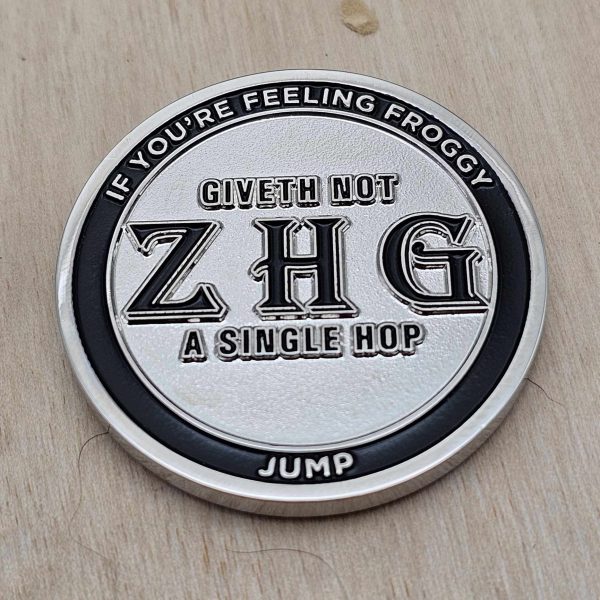 IF YOU'RE FEELING FROGGY
GIVETH NOT
ZHG
A SINGLE HOP
JUMP